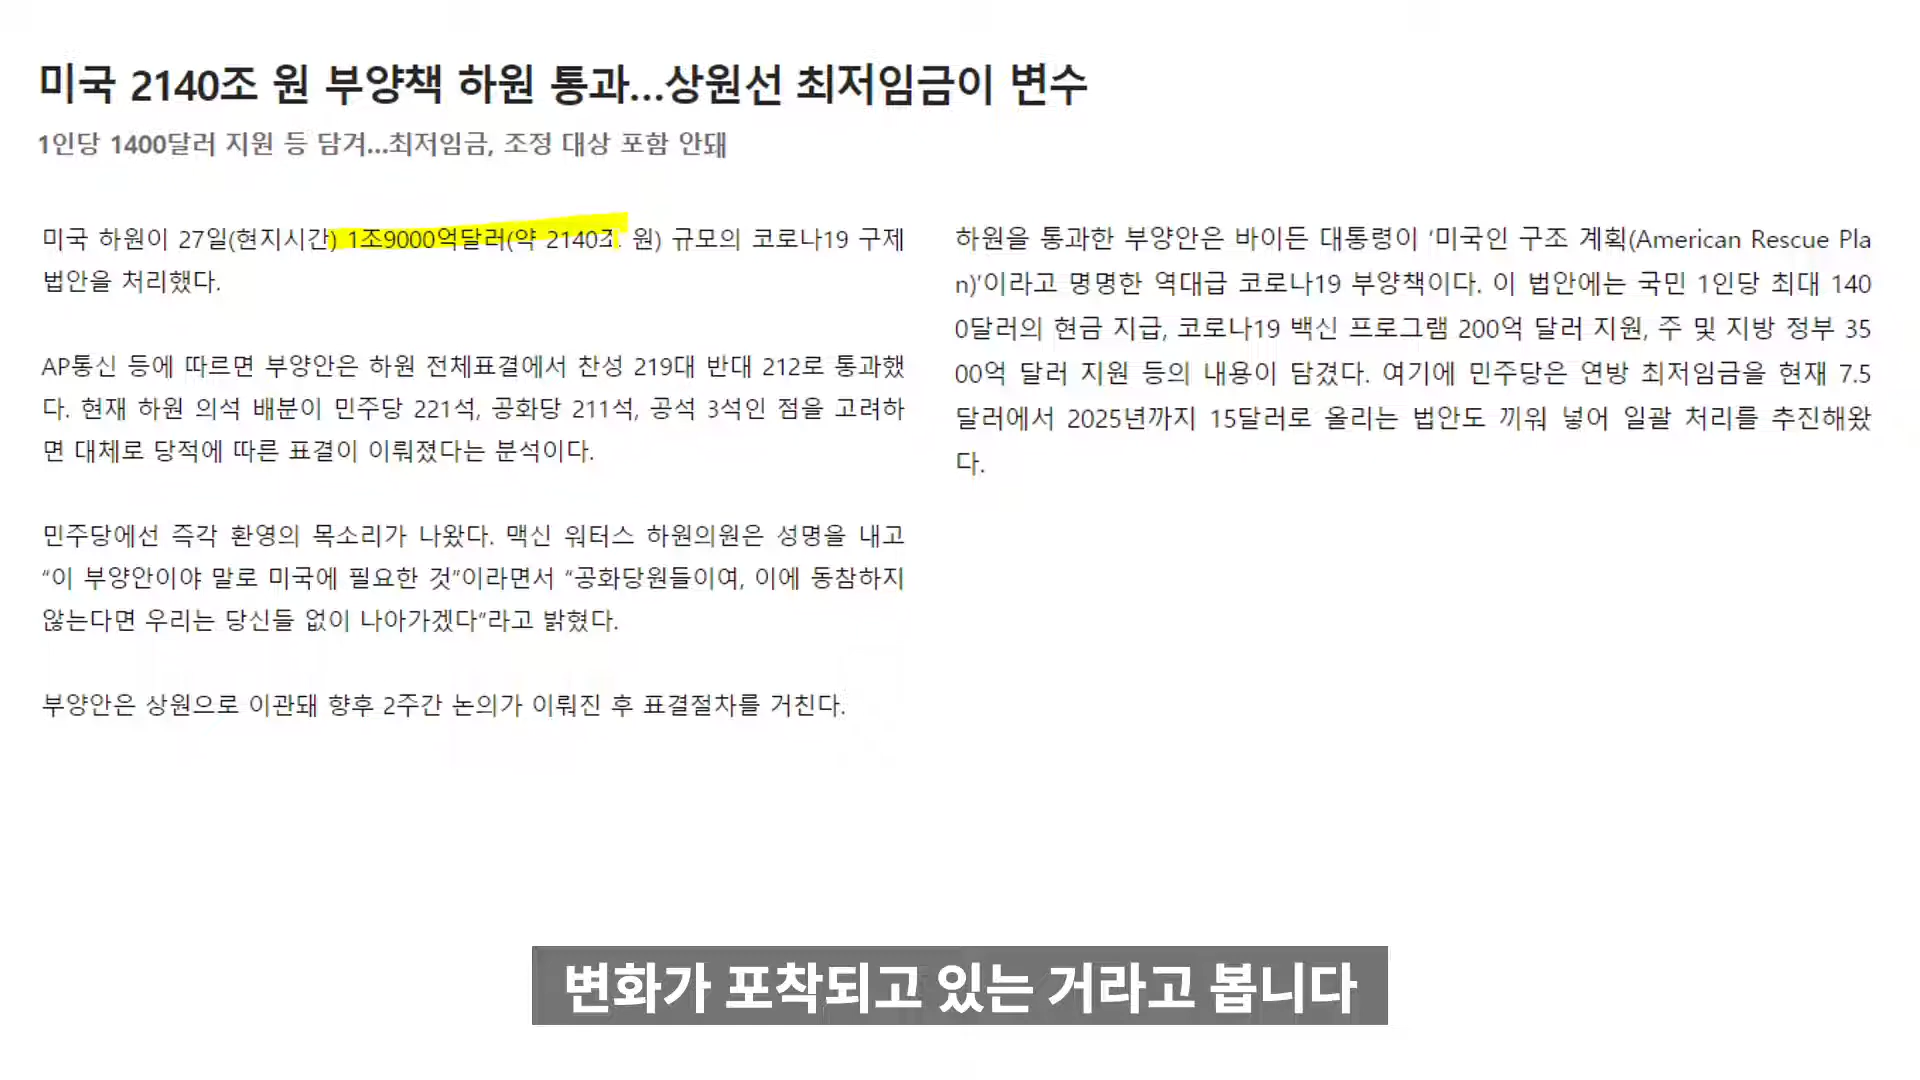 미국 2140조 원 부양책 하원 통과...상원선 최저임금이 변수
1인당 1400달러 지원 등 담겨...최저임금, 조정 대상 포함 안돼
미국 하원이 27일(현지시간) 1조9000억달러(약 2140조 원) 규모의 코로나19 구제
법안을 처리했다.
AP통신 등에 따르면 부양안은 하원 전체표결에서 찬성 219대 반대 212로 통과했
다. 현재 하원 의석 배분이 민주당 221석, 공화당 211석, 공석 3석인 점을 고려하
면 대체로 당적에 따른 표결이 이뤄졌다는 분석이다.
민주당에선 즉각 환영의 목소리가 나왔다. 맥신 워터스 하원의원은 성명을 내고
“이 부양안이야 말로 미국에 필요한 것”이라면서 “공화당원들이여, 이에 동참하지
않는다면 우리는 당신들 없이 나아가겠다”라고 밝혔다.
부양안은 상원으로 이관돼 향후 2주간 논의가 이뤄진 후 표결절차를 거친다.
하원을 통과한 부양안은 바이든 대통령이 ‘미국인 구조 계획(American Rescue Pla
n)’이라고 명명한 역대급 코로나19 부양책이다. 이 법안에는 국민 1인당 최대 140
0달러의 현금 지급, 코로나19 백신 프로그램 200억 달러 지원, 주 및 지방 정부 35
00억 달러 지원 등의 내용이 담겼다. 여기에 민주당은 연방 최저임금을 현재 7.5
달러에서 2025년까지 15달러로 올리는 법안도 끼워 넣어 일괄 처리를 추진해왔
다.
변화가 포착되고 있는 거라고 봅니다